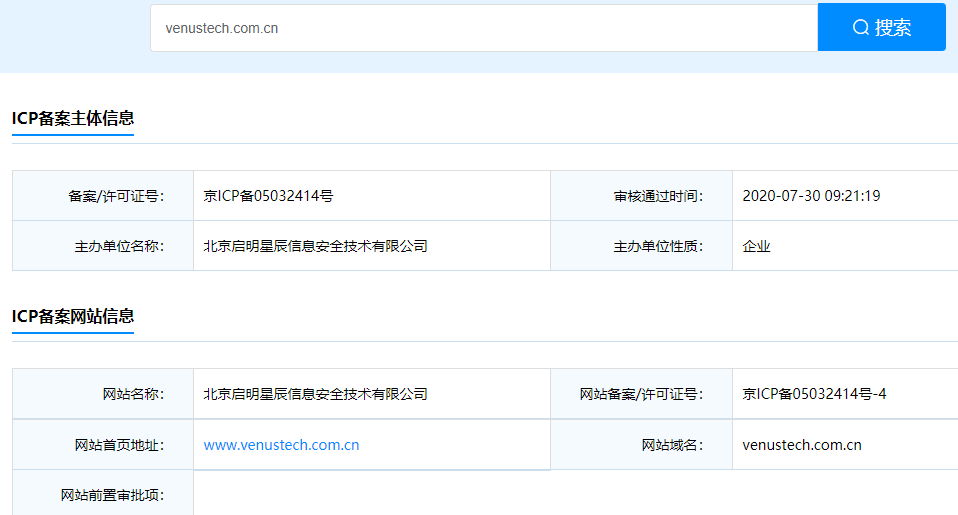 venustech.com.cn 搜索
ICP备案主体信息
备案/许可证号： 京ICP备05032414号 审核通过时间： 2020-07-30 09:21:19
主办单位名称： 北京启明星辰信息安全技术有限公司 主办单位性质： 企业
ICP备案网站信息
网站名称： 北京启明星辰信息安全技术有限公司 网站备案/许可证号： 京ICP备05032414号-4
网站首页地址： www.venustech.com.cn 网站域名： venustech.com.cn
网站前置审批项：